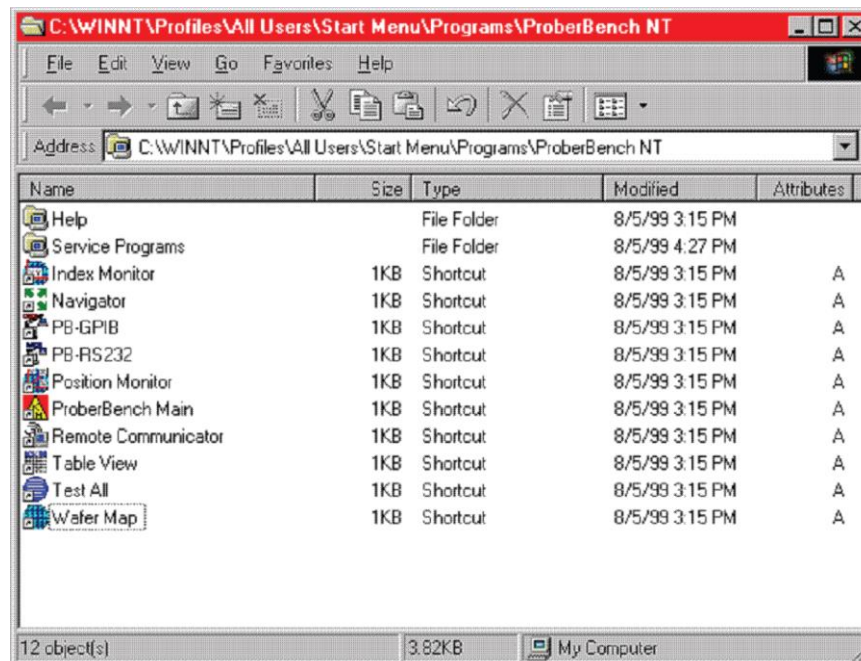 C:\WINNT\Profiles\All Users\Start Menu\Programs\ProberBench NT
File Edit View Go Favorites Help
Address C:\WINNT\Profiles\All Users\Start Menu\Programs\ProberBench NT
Name Size Type Modified Attributes
Help File Folder 8/5/99 3:15 PM
Service Programs File Folder 8/5/99 4:27 PM
Index Monitor 1KB Shortcut 8/5/99 3:15 PM A
Navigator 1KB Shortcut 8/5/99 3:15 PM A
PB-GPIB 1KB Shortcut 8/5/99 3:15 PM A
PB-RS232 1KB Shortcut 8/5/99 3:15 PM A
Position Monitor 1KB Shortcut 8/5/99 3:15 PM A
ProberBench Main 1KB Shortcut 8/5/99 3:15 PM A
Remote Communicator 1KB Shortcut 8/5/99 3:15 PM A
Table View 1KB Shortcut 8/5/99 3:15 PM A
Test All 1KB Shortcut 8/5/99 3:15 PM A
Wafer Map 1KB Shortcut 8/5/99 3:15 PM A
12 object(s) 3.82KB My Computer